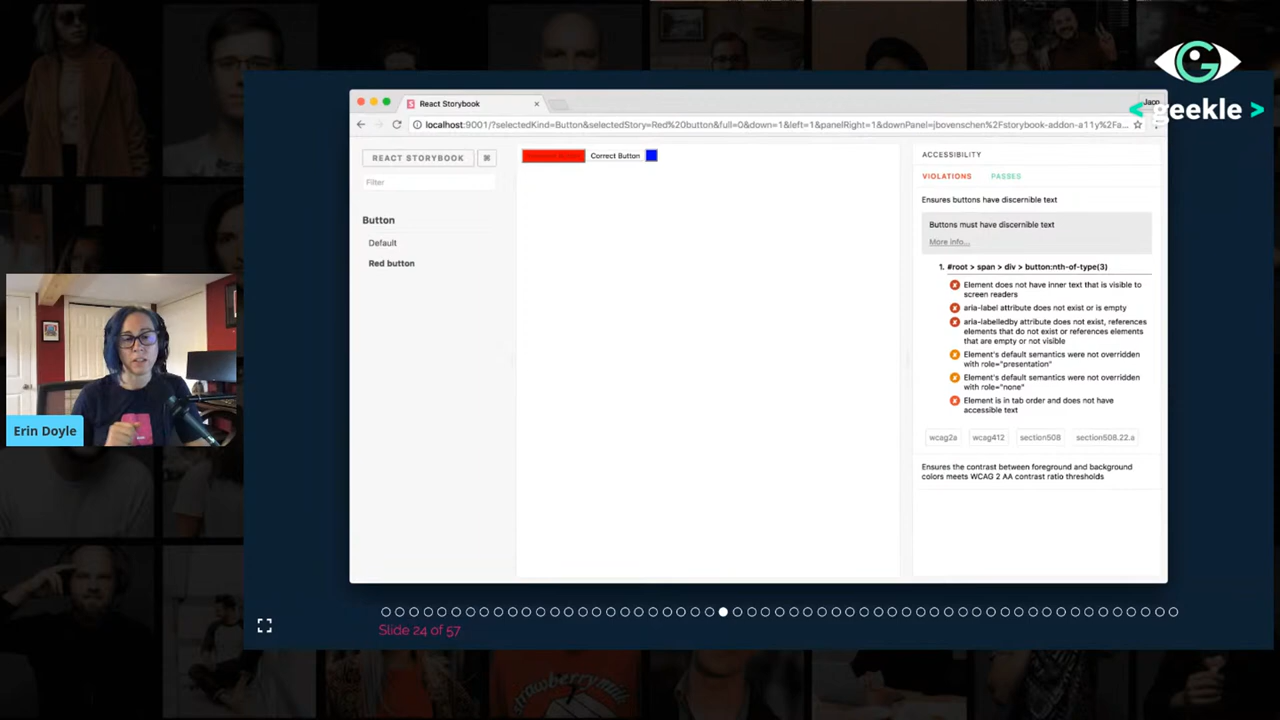 React Storybook
Jaco
< geekle >
localhost:9001/?selectedKind=Button&selectedStory=Red%20button&full=0&down=1&left=1&panelRight=1&downPanel=jbovenschen%2Fstorybook-addon-a11y%2Fa...
REACT STORYBOOK ⌘
Filter
Button
Default
Red button
Correct Button
ACCESSIBILITY
VIOLATIONS PASSES
Ensures buttons have discernible text
Buttons must have discernible text
More info...
1. #root > span > div > button:nth-of-type(3)
Element does not have inner text that is visible to
screen readers
aria-label attribute does not exist or is empty
aria-labelledby attribute does not exist, references
elements that do not exist or references elements
that are empty or not visible
Element's default semantics were not overridden
with role="presentation"
Element's default semantics were not overridden
with role="none"
Element is in tab order and does not have
accessible text
wcag2a wcag412 section508 section508.22.a
Ensures the contrast between foreground and background
colors meets WCAG 2 AA contrast ratio thresholds
Erin Doyle
Slide 24 of 57
strawberrymilk